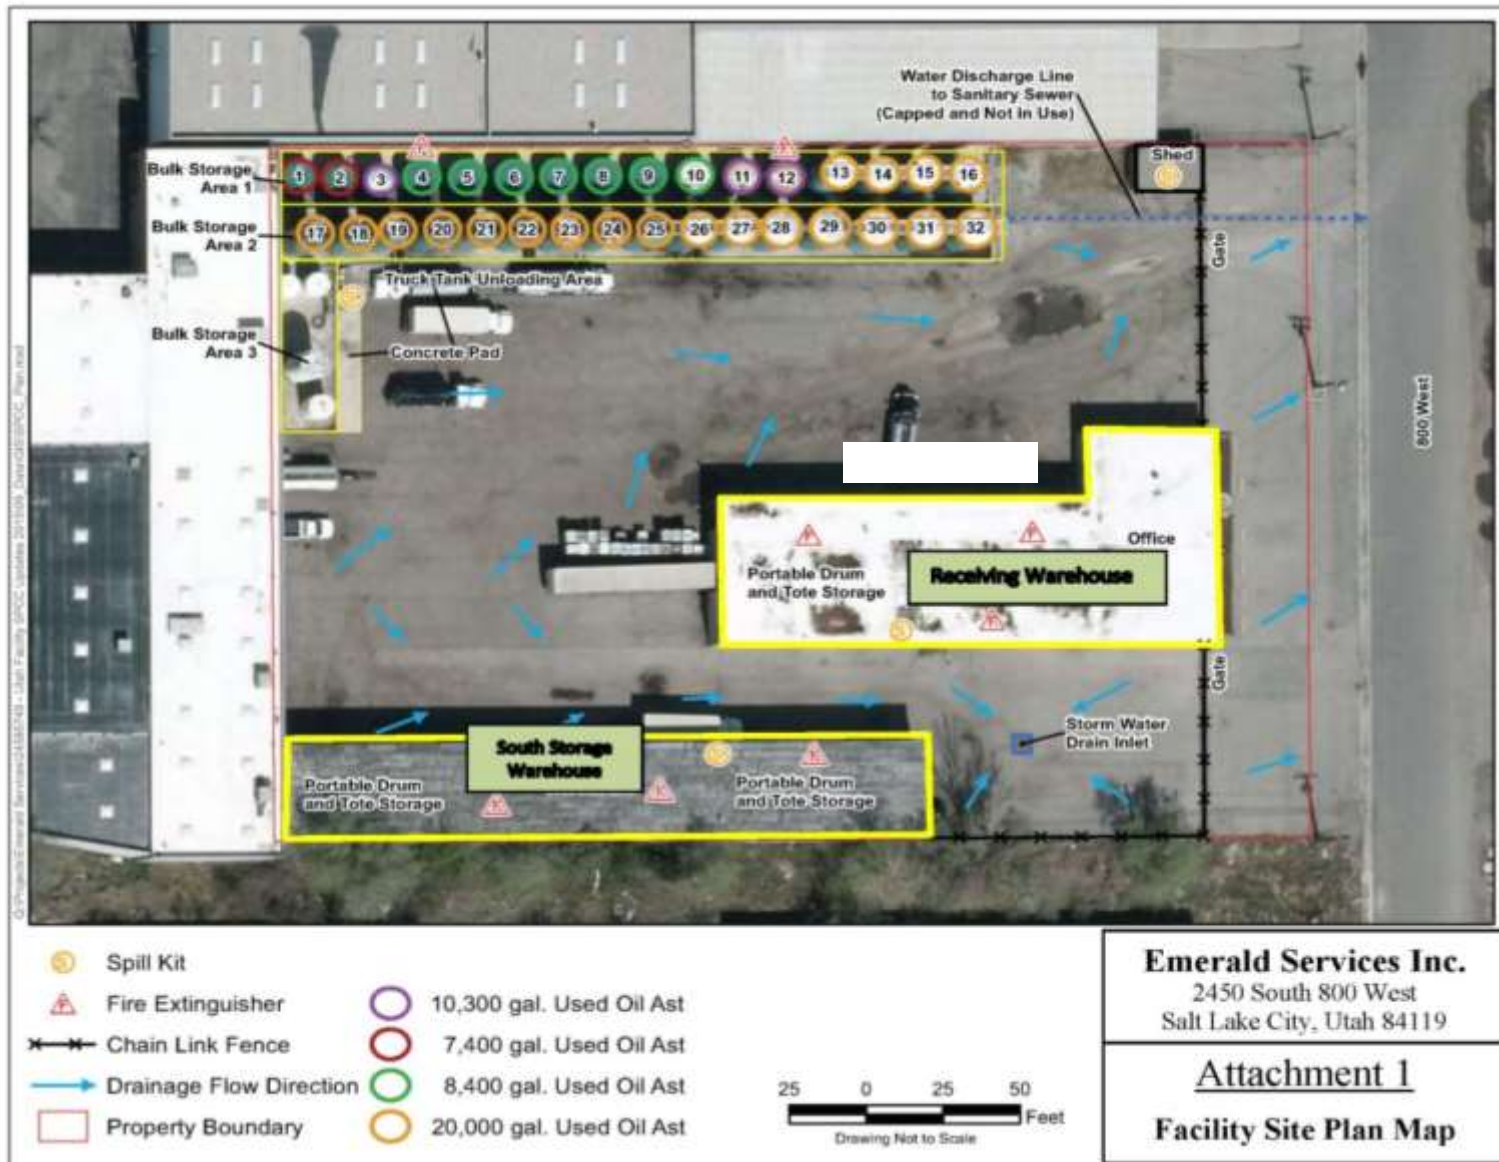 Water Discharge Line
to Sanitary Sewer
(Capped and Not in Use)
Shed
Bulk Storage
Area 1
1 2 3 4 5 6 7 8 9 10 11 12 13 14 15 16
Bulk Storage
Area 2
17 18 19 20 21 22 23 24 25 26 27 28 29 30 31 32
Gate
Truck Tank Unloading Area
Bulk Storage
Area 3
Concrete Pad
800 West
Office
Portable Drum
and Tote Storage
Receiving Warehouse
Gate
Storm Water
Drain Inlet
South Storage
Warehouse
Portable Drum
and Tote Storage
Portable Drum
and Tote Storage
Spill Kit
Fire Extinguisher
Chain Link Fence
Drainage Flow Direction
Property Boundary
10,300 gal. Used Oil Ast
7,400 gal. Used Oil Ast
8,400 gal. Used Oil Ast
20,000 gal. Used Oil Ast
25 0 25 50
Feet
Drawing Not to Scale
Emerald Services Inc.
2450 South 800 West
Salt Lake City, Utah 84119
Attachment 1
Facility Site Plan Map